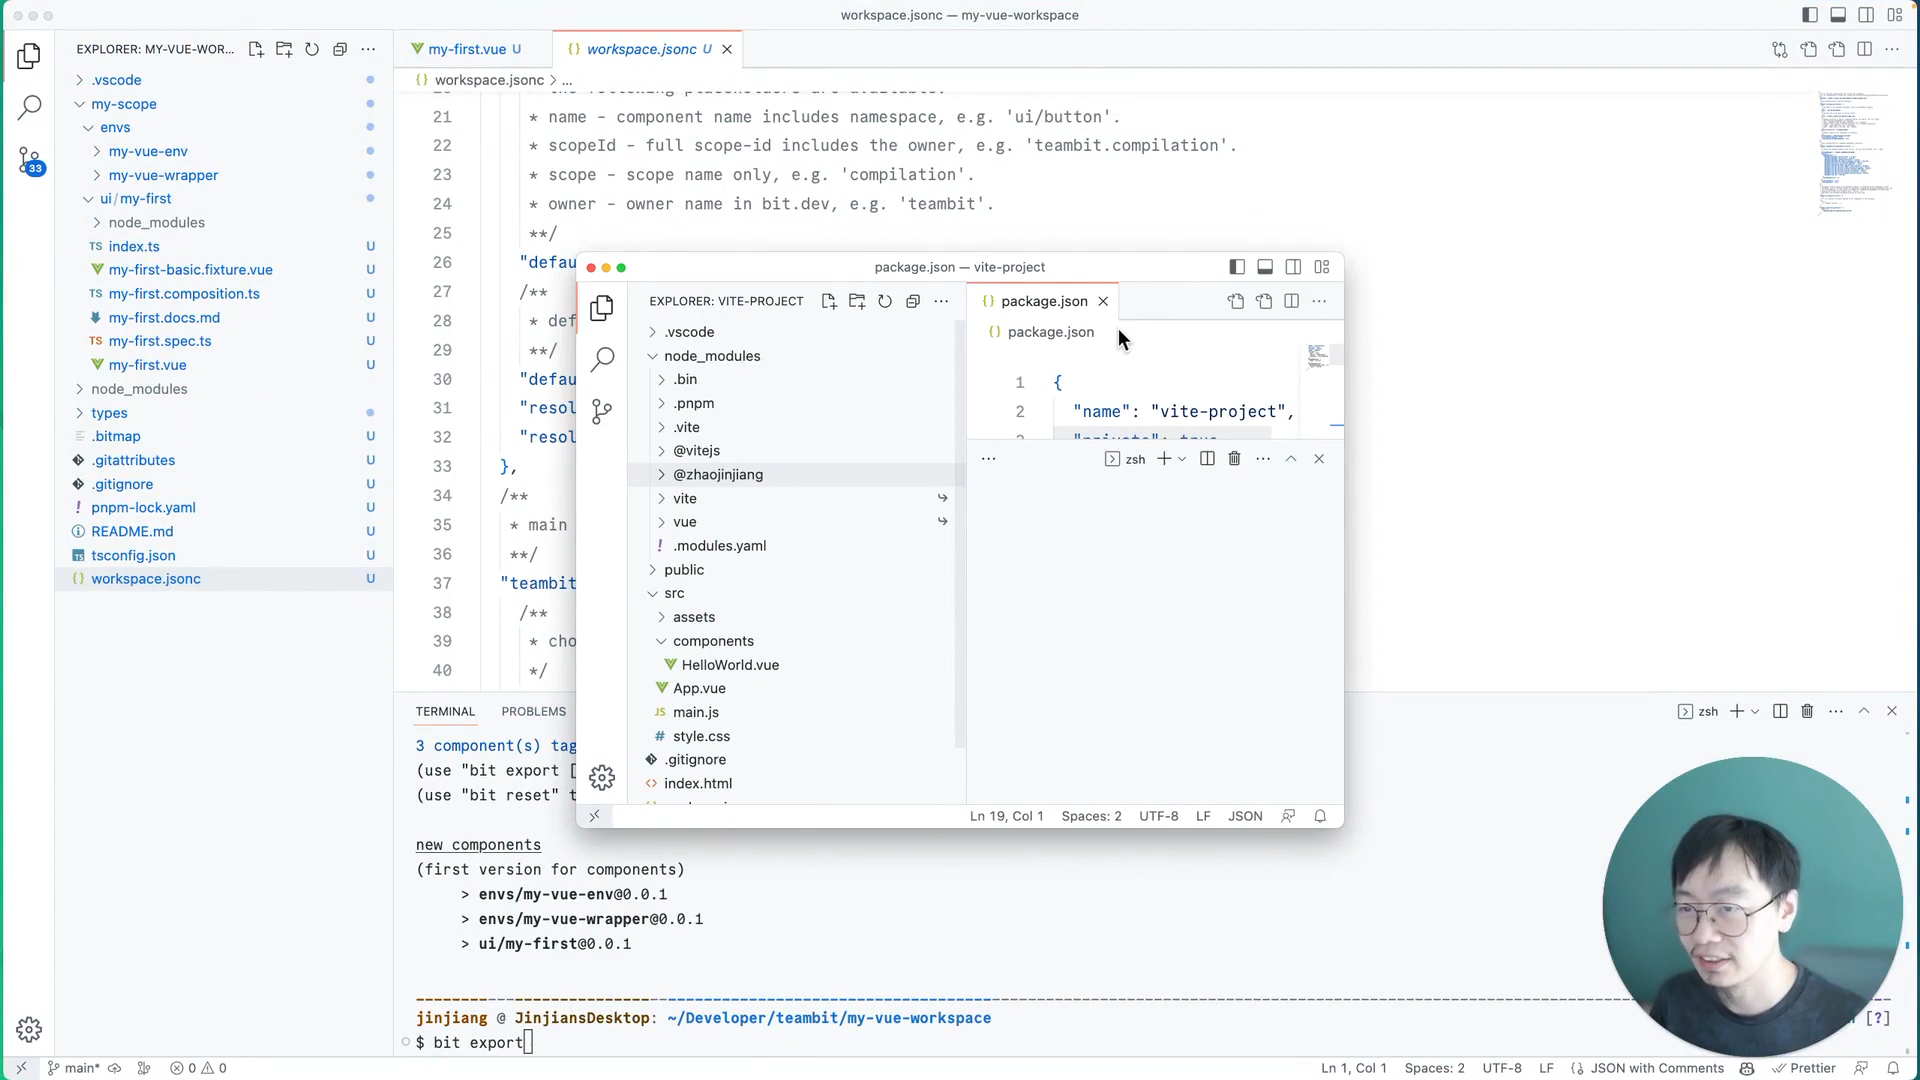 workspace.jsonc — my-vue-workspace
EXPLORER: MY-VUE-WOR...
.vscode
my-scope
envs
my-vue-env
my-vue-wrapper
ui/my-first
node_modules
TS index.ts U
my-first-basic.fixture.vue U
TS my-first.composition.ts U
my-first.docs.md U
TS my-first.spec.ts U
my-first.vue U
node_modules
types
.bitmap U
.gitattributes U
.gitignore U
! pnpm-lock.yaml U
README.md U
TS tsconfig.json U
{} workspace.jsonc U
33
my-first.vue U
{} workspace.jsonc U
{} workspace.jsonc > ...
21 * name - component name includes namespace, e.g. 'ui/button'.
22 * scopeId - full scope-id includes the owner, e.g. 'teambit.compilation'.
23 * scope - scope name only, e.g. 'compilation'.
24 * owner - owner name in bit.dev, e.g. 'teambit'.
25 **/
26 "defau
27 /**
28 * def
29 **/
30 "defau
31 "resol
32 "resol
33 },
34 /**
35 * main
36 **/
37 "teambit
38 /**
39 * cho
40 */
package.json — vite-project
EXPLORER: VITE-PROJECT
.vscode
node_modules
.bin
.pnpm
.vite
@vitejs
@zhaojinjiang
vite
vue
! .modules.yaml
public
src
assets
components
HelloWorld.vue
App.vue
JS main.js
# style.css
.gitignore
<> index.html
{} package.json
{} package.json
1 {
2 "name": "vite-project",
"private": true
zsh
Ln 19, Col 1 Spaces: 2 UTF-8 LF JSON
TERMINAL PROBLEMS
zsh
3 component(s) tag
(use "bit export [
(use "bit reset" t
new components
(first version for components)
> envs/my-vue-env@0.0.1
> envs/my-vue-wrapper@0.0.1
> ui/my-first@0.0.1
jinjiang @ JinjiansDesktop: ~/Developer/teambit/my-vue-workspace
[?]
$ bit export
main* 0 0
Ln 1, Col 1 Spaces: 2 UTF-8 LF {} JSON with Comments Prettier